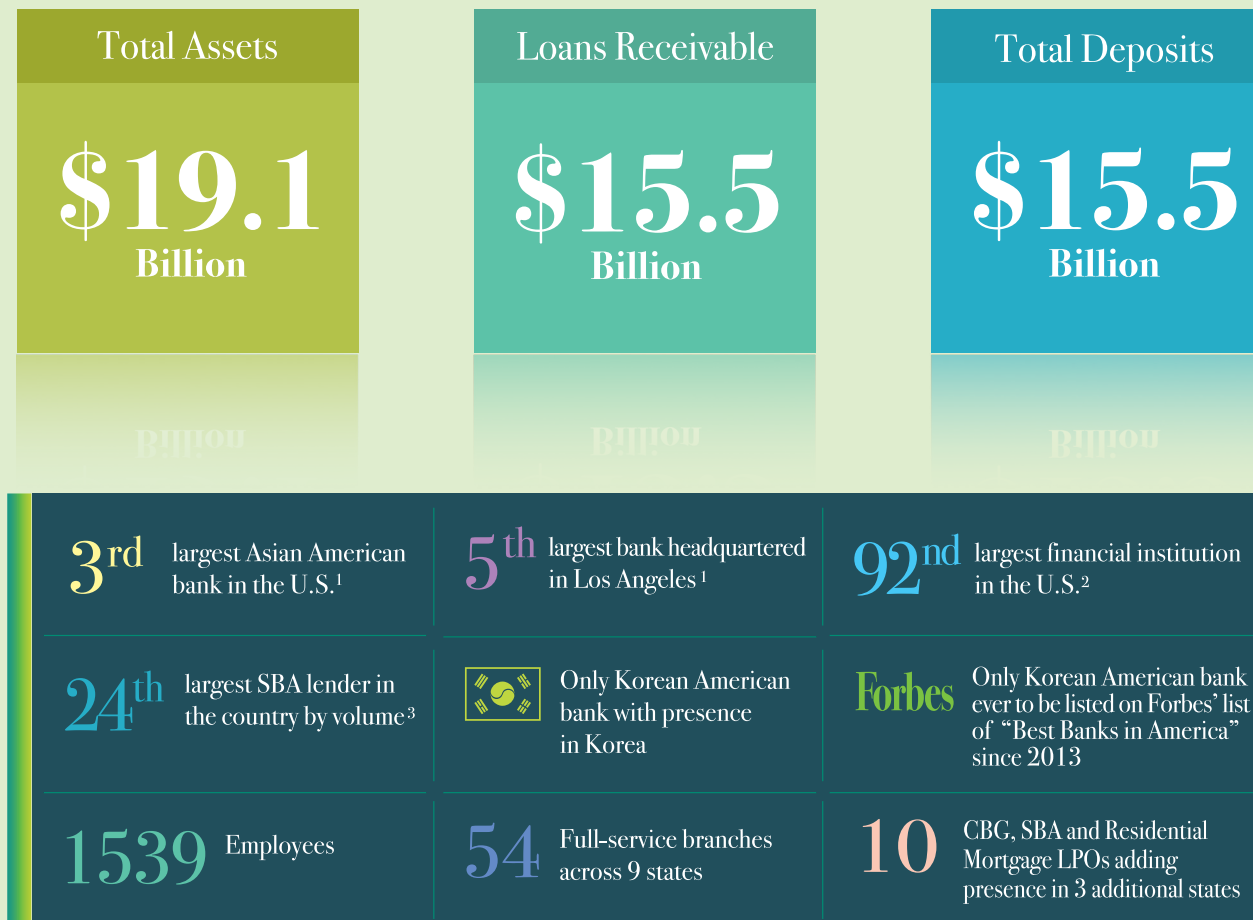 Total Assets
$19.1
Billion
Loans Receivable
$15.5
Billion
Total Deposits
$15.5
Billion
Billion
Billion
Billion
3rd
largest Asian American
bank in the U.S.1
5th
largest bank headquartered
in Los Angeles 1
92nd
largest financial institution
in the U.S.2
24th
largest SBA lender in
the country by volume3
Only Korean American
bank with presence
in Korea
Forbes
Only Korean American bank
ever to be listed on Forbes’ list
of “Best Banks in America”
since 2013
1539
Employees
54
Full-service branches
across 9 states
10
CBG, SBA and Residential
Mortgage LPOs adding
presence in 3 additional states